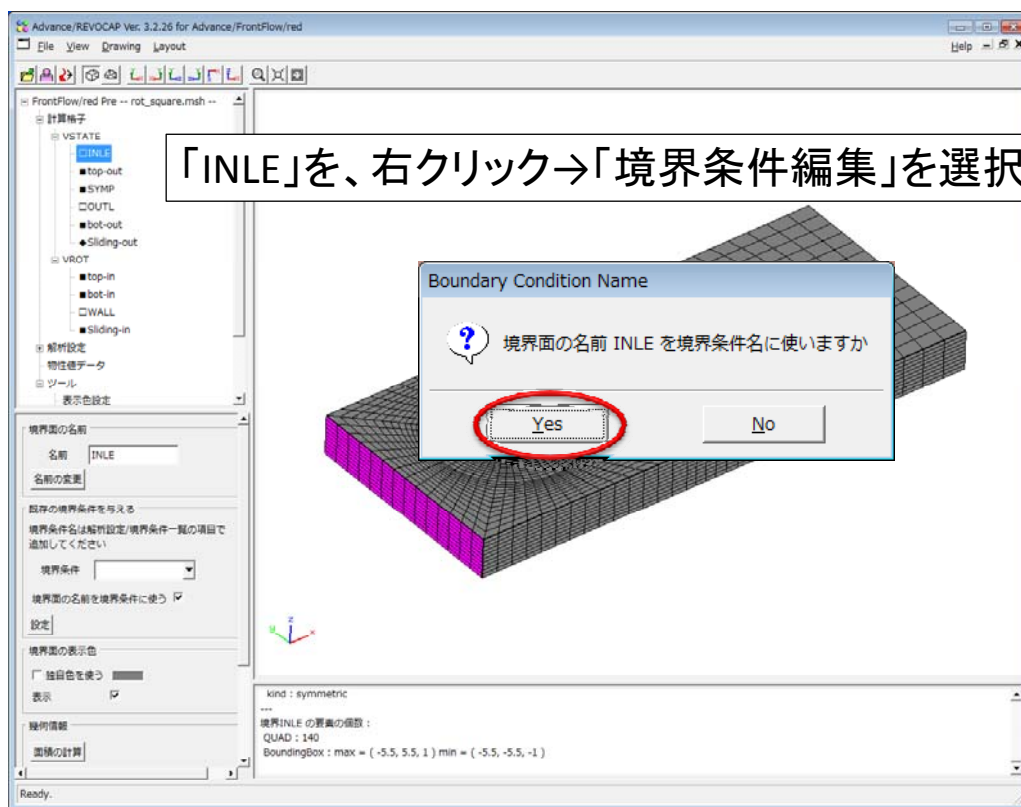 Advance/REVOCAP Ver. 3.2.26 for Advance/FrontFlow/red
File View Drawing Layout Help
FrontFlow/red Pre -- rot_square.msh --
計算格子
VSTATE
INLE
top-out
SYMP
OUTL
bot-out
Sliding-out
VROT
top-in
bot-in
WALL
Sliding-in
解析設定
物性値データ
ツール
表示色設定
「INLE」を、右クリック→「境界条件編集」を選択
Boundary Condition Name
境界面の名前 INLE を境界条件名に使いますか
Yes No
境界面の名前
名前 INLE
名前の変更
既存の境界条件を与える
境界条件名は解析設定/境界条件一覧の項目で
追加してください
境界条件
境界面の名前を境界条件に使う
設定
境界面の表示色
独自色を使う
表示
幾何情報
面積の計算
z
y
x
kind : symmetric
---
境界INLE の要素の個数 :
QUAD : 140
BoundingBox : max = ( -5.5, 5.5, 1 ) min = ( -5.5, -5.5, -1 )
Ready.